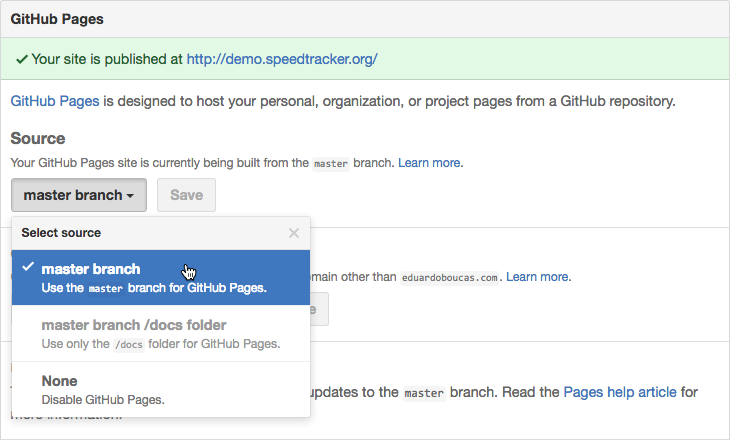 GitHub Pages
Your site is published at http://demo.speedtracker.org/
GitHub Pages is designed to host your personal, organization, or project pages from a GitHub repository.
Source
Your GitHub Pages site is currently being built from the master branch. Learn more.
master branch
Save
Select source
master branch
Use the master branch for GitHub Pages.
main other than eduardoboucas.com. Learn more.
master branch /docs folder
Use only the /docs folder for GitHub Pages.
None
Disable GitHub Pages.
updates to the master branch. Read the Pages help article for
more information.